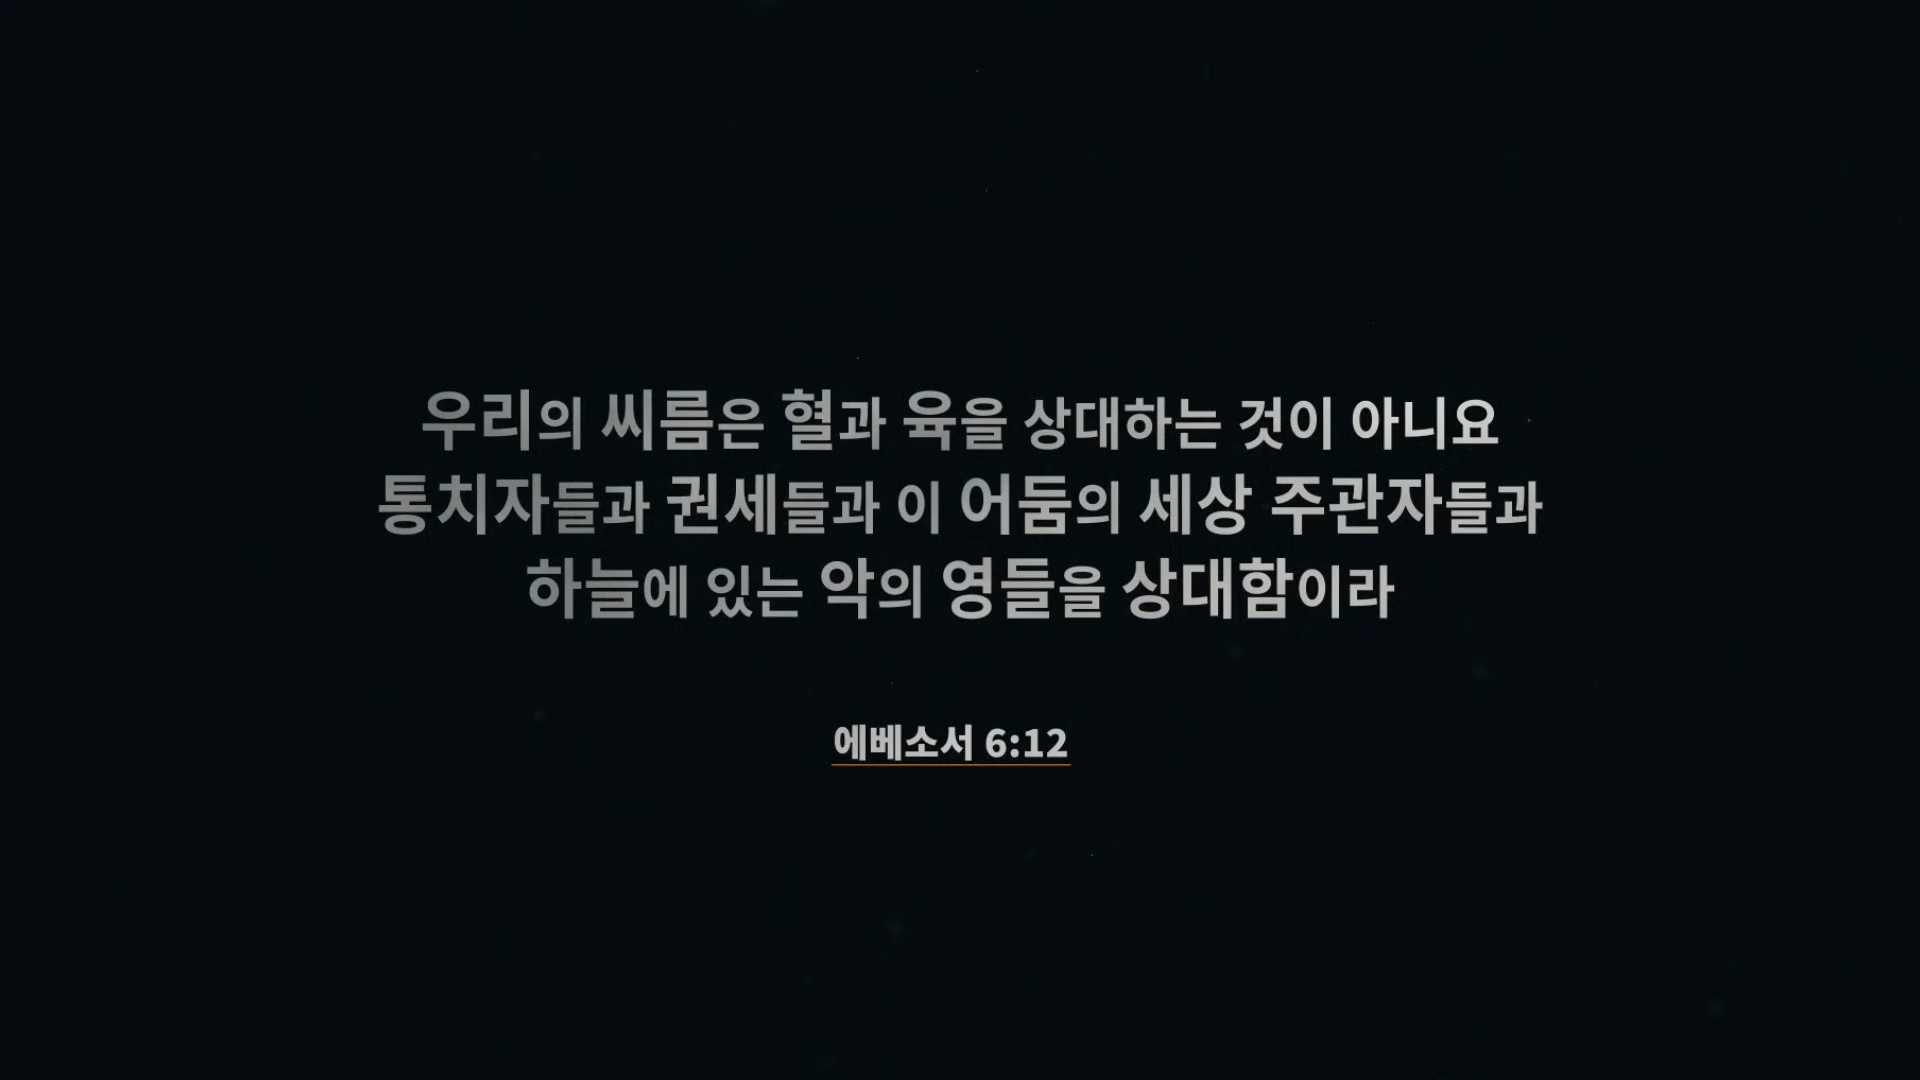 우리의 씨름은 혈과 육을 상대하는 것이 아니요
통치자들과 권세들과 이 어둠의 세상 주관자들과
하늘에 있는 악의 영들을 상대함이라
에베소서 6:12